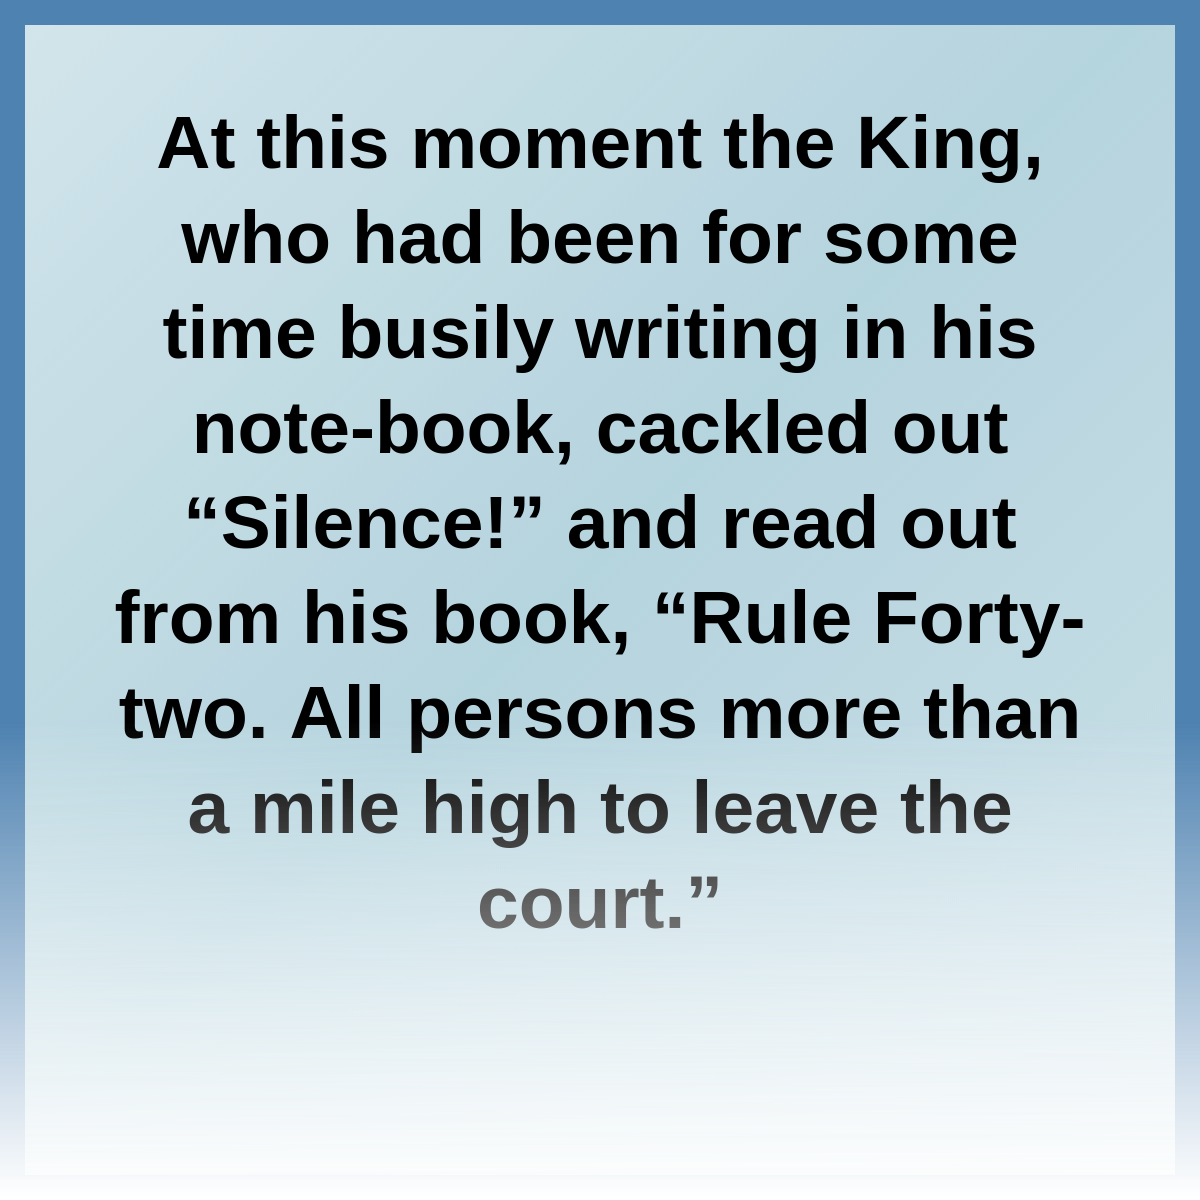 At this moment the King,
who had been for some
time busily writing in his
note-book, cackled out
“Silence!” and read out
from his book, “Rule Forty-
two. All persons more than
a mile high to leave the
court.”